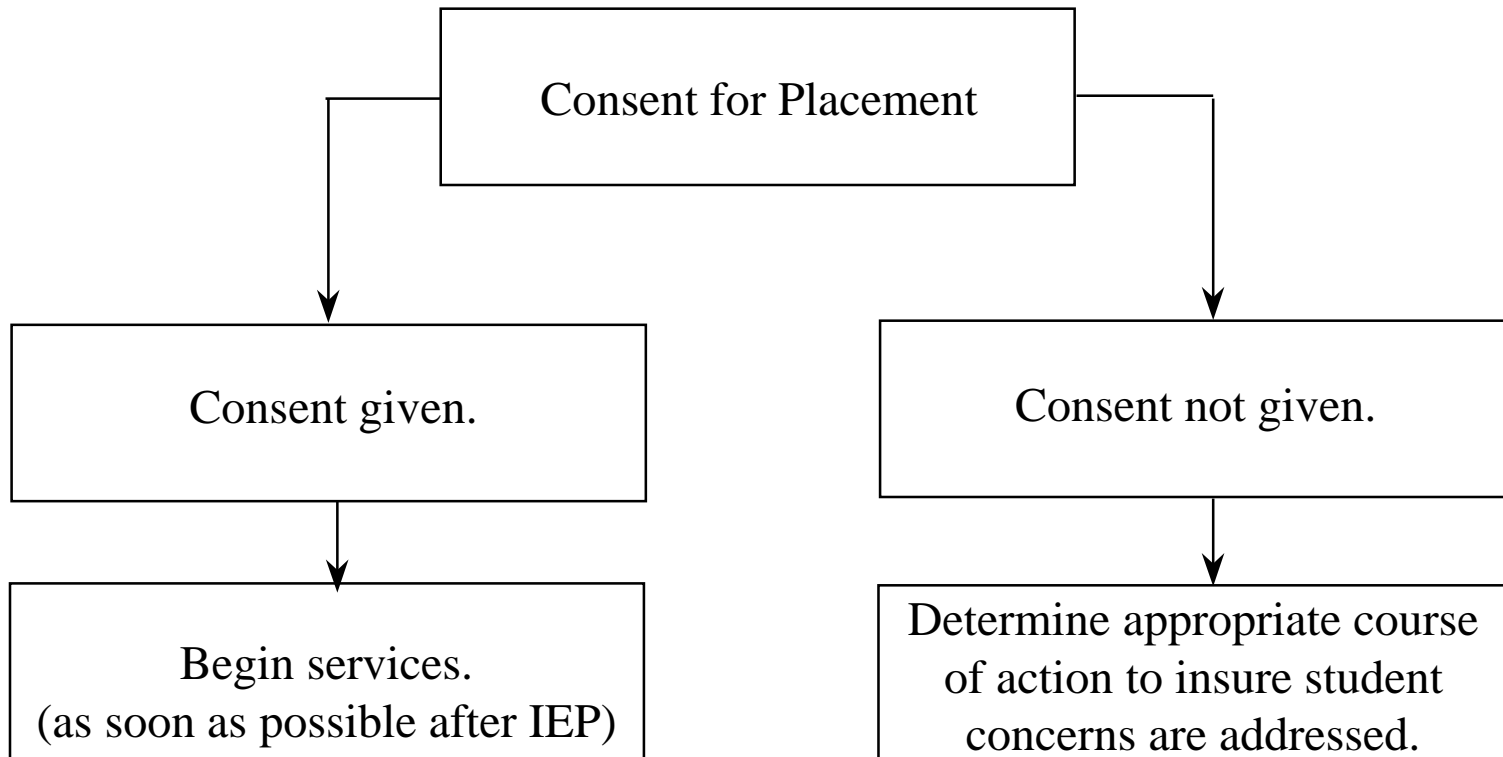 Consent for Placement
Consent given.
Consent not given.
Begin services.
(as soon as possible after IEP)
Determine appropriate course
of action to insure student
concerns are addressed.